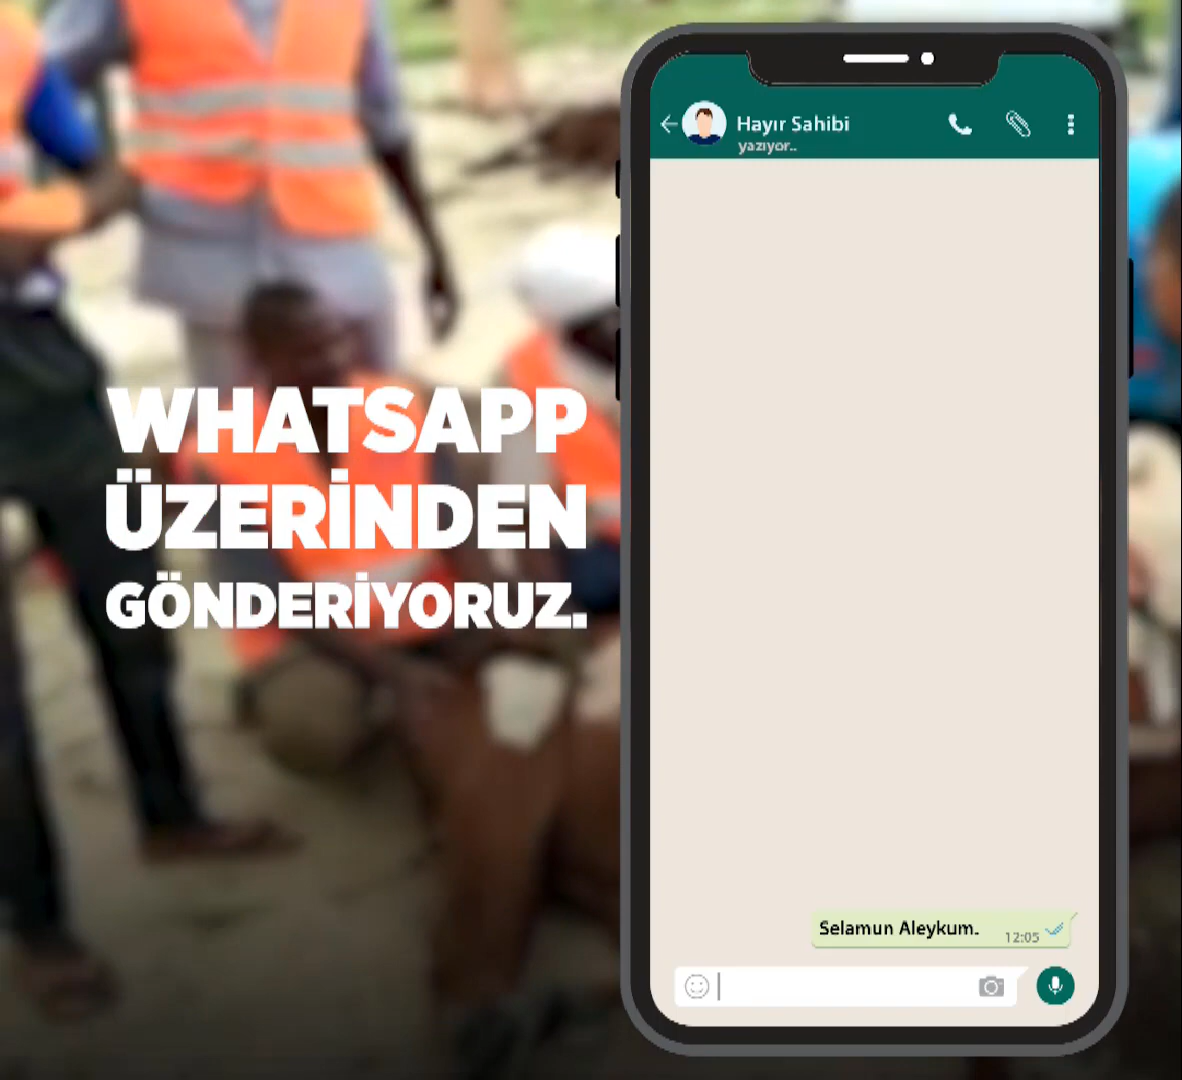 WHATSAPP
ÜZERİNDEN
GÖNDERİYORUZ.
Hayır Sahibi
yazıyor..
Selamun Aleykum.
12:05